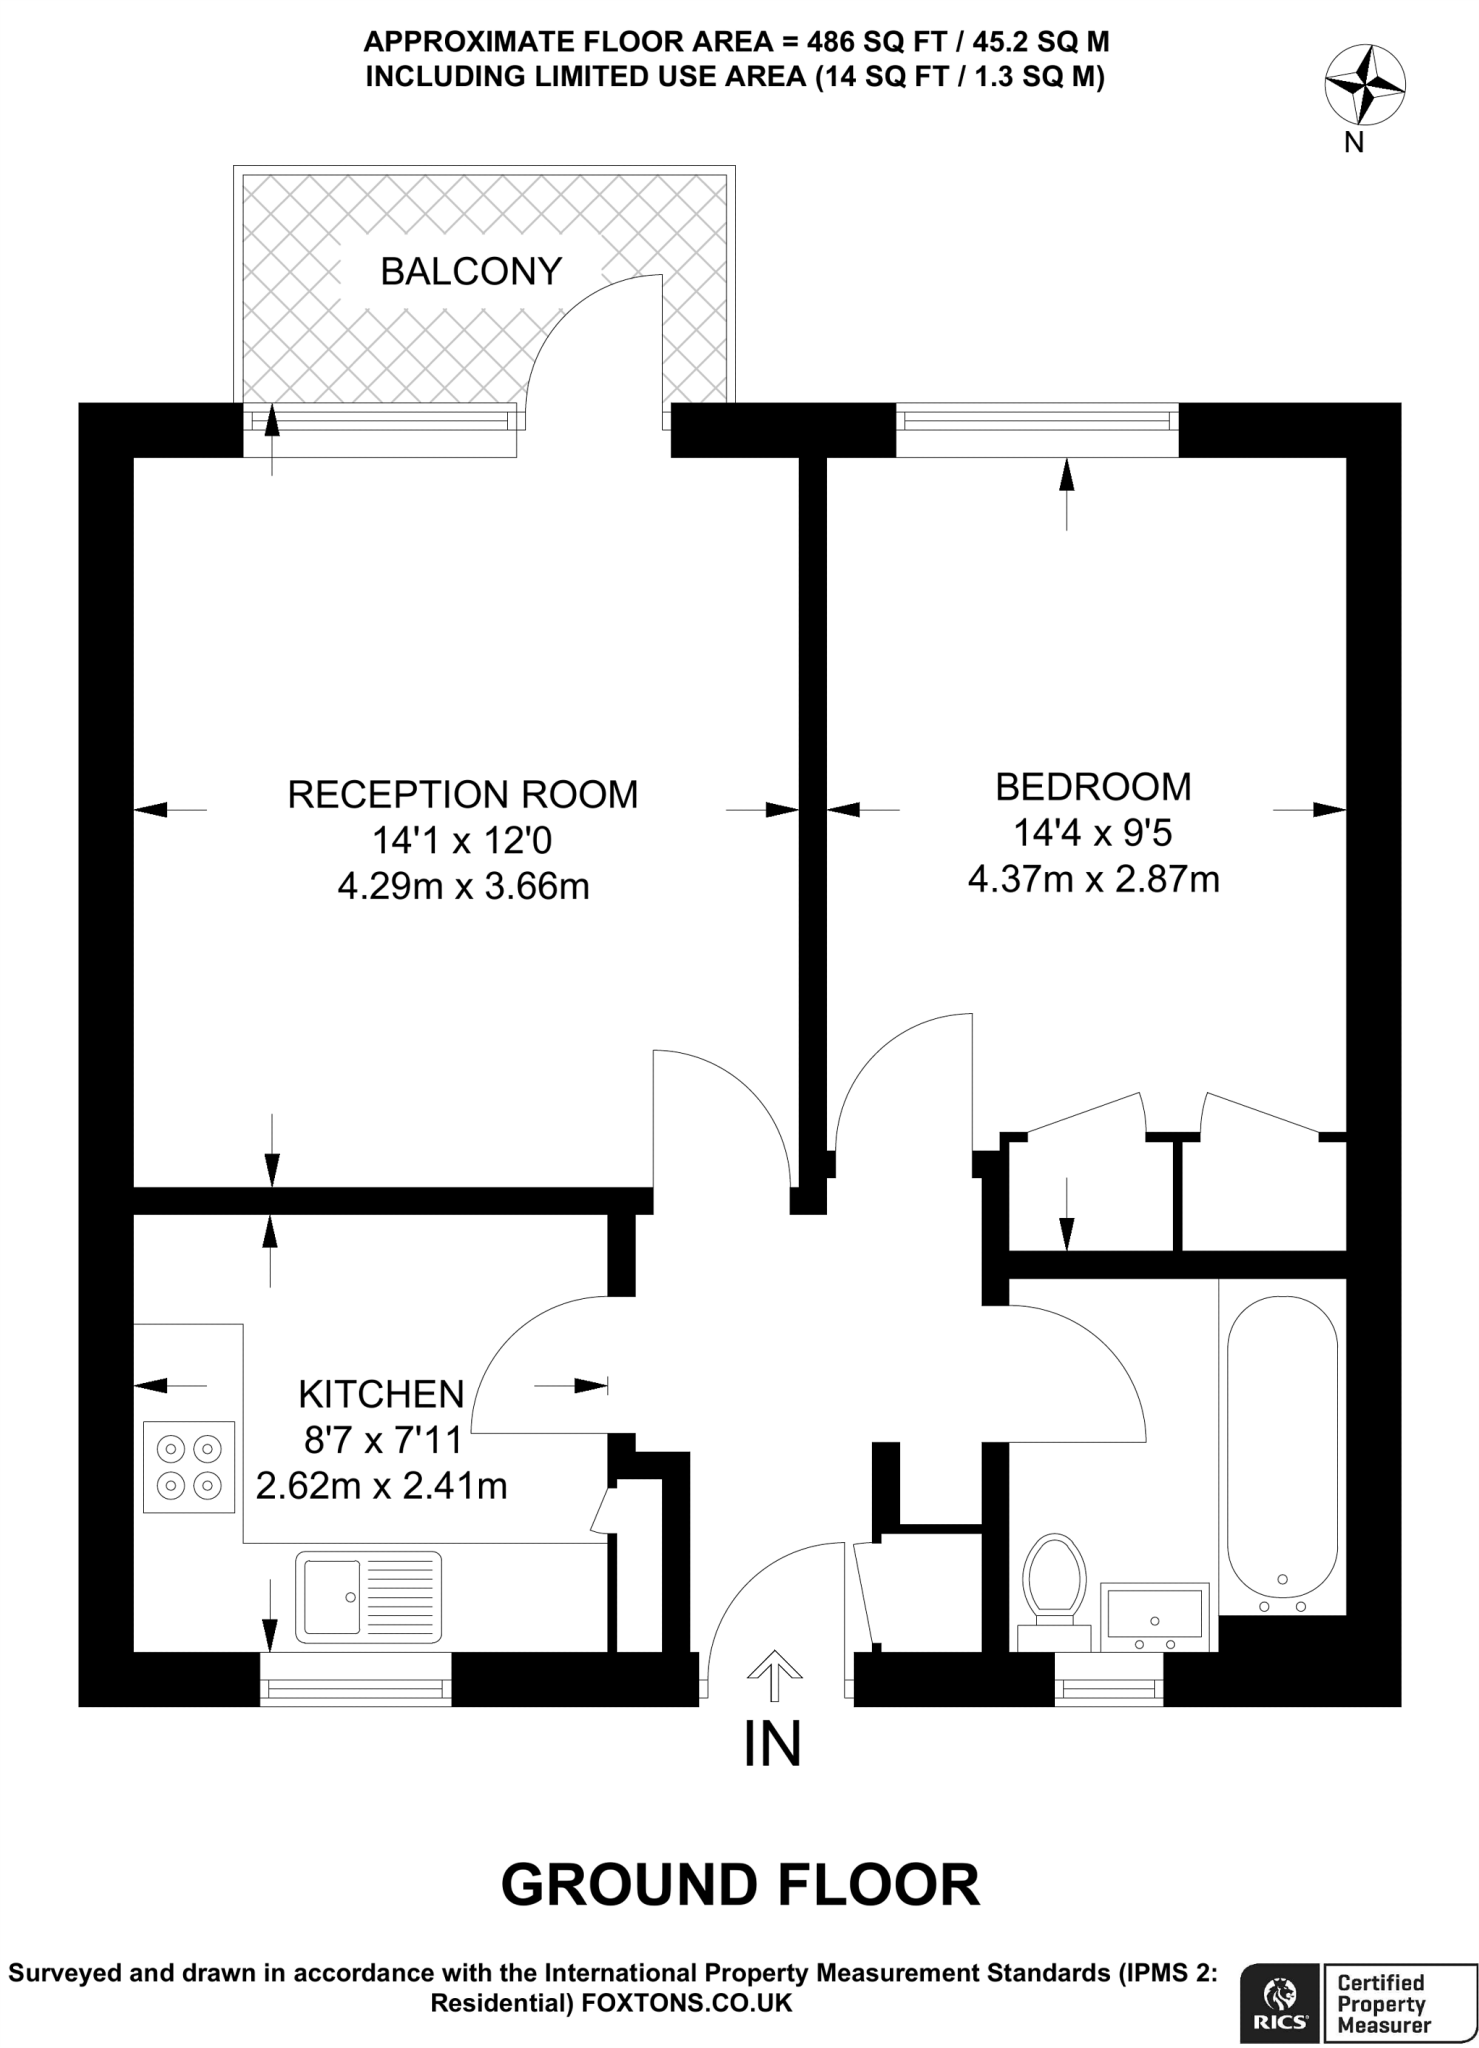 APPROXIMATE FLOOR AREA = 486 SQ FT / 45.2 SQ M
INCLUDING LIMITED USE AREA (14 SQ FT / 1.3 SQ M)
N
BALCONY
RECEPTION ROOM
14'1 x 12'0
4.29m x 3.66m
BEDROOM
14'4 x 9'5
4.37m x 2.87m
KITCHEN
8'7 x 7'11
2.62m x 2.41m
IN
GROUND FLOOR
Surveyed and drawn in accordance with the International Property Measurement Standards (IPMS 2:
Residential) FOXTONS.CO.UK
RICS
Certified
Property
Measurer